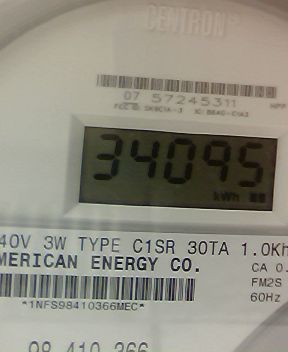 CENTRON®
07 57245311
34095
kWh
40V 3W TYPE C1SR 30TA 1.0Kh
MERICAN ENERGY CO.
CA 0.
FM2S
60Hz
*1NFS98410366MEC*
98 410 366